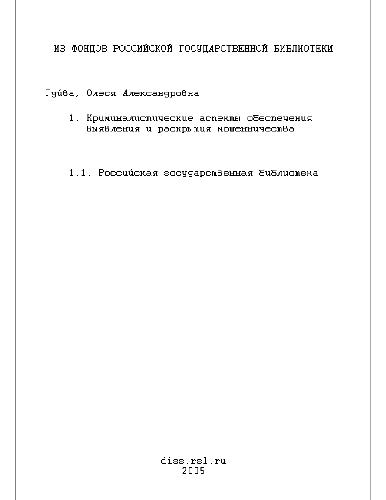 ИЗ ФОНДОВ РОССИЙСКОЙ ГОСУДАРСТВЕННОЙ БИБЛИОТЕКИ
Гуйва, Олеся Александровна
1. Криминалистические аспекты обеспечения
выявления и раскрытия мошенничества
1.1. Российская государственная библиотека
diss.rsl.ru
2005